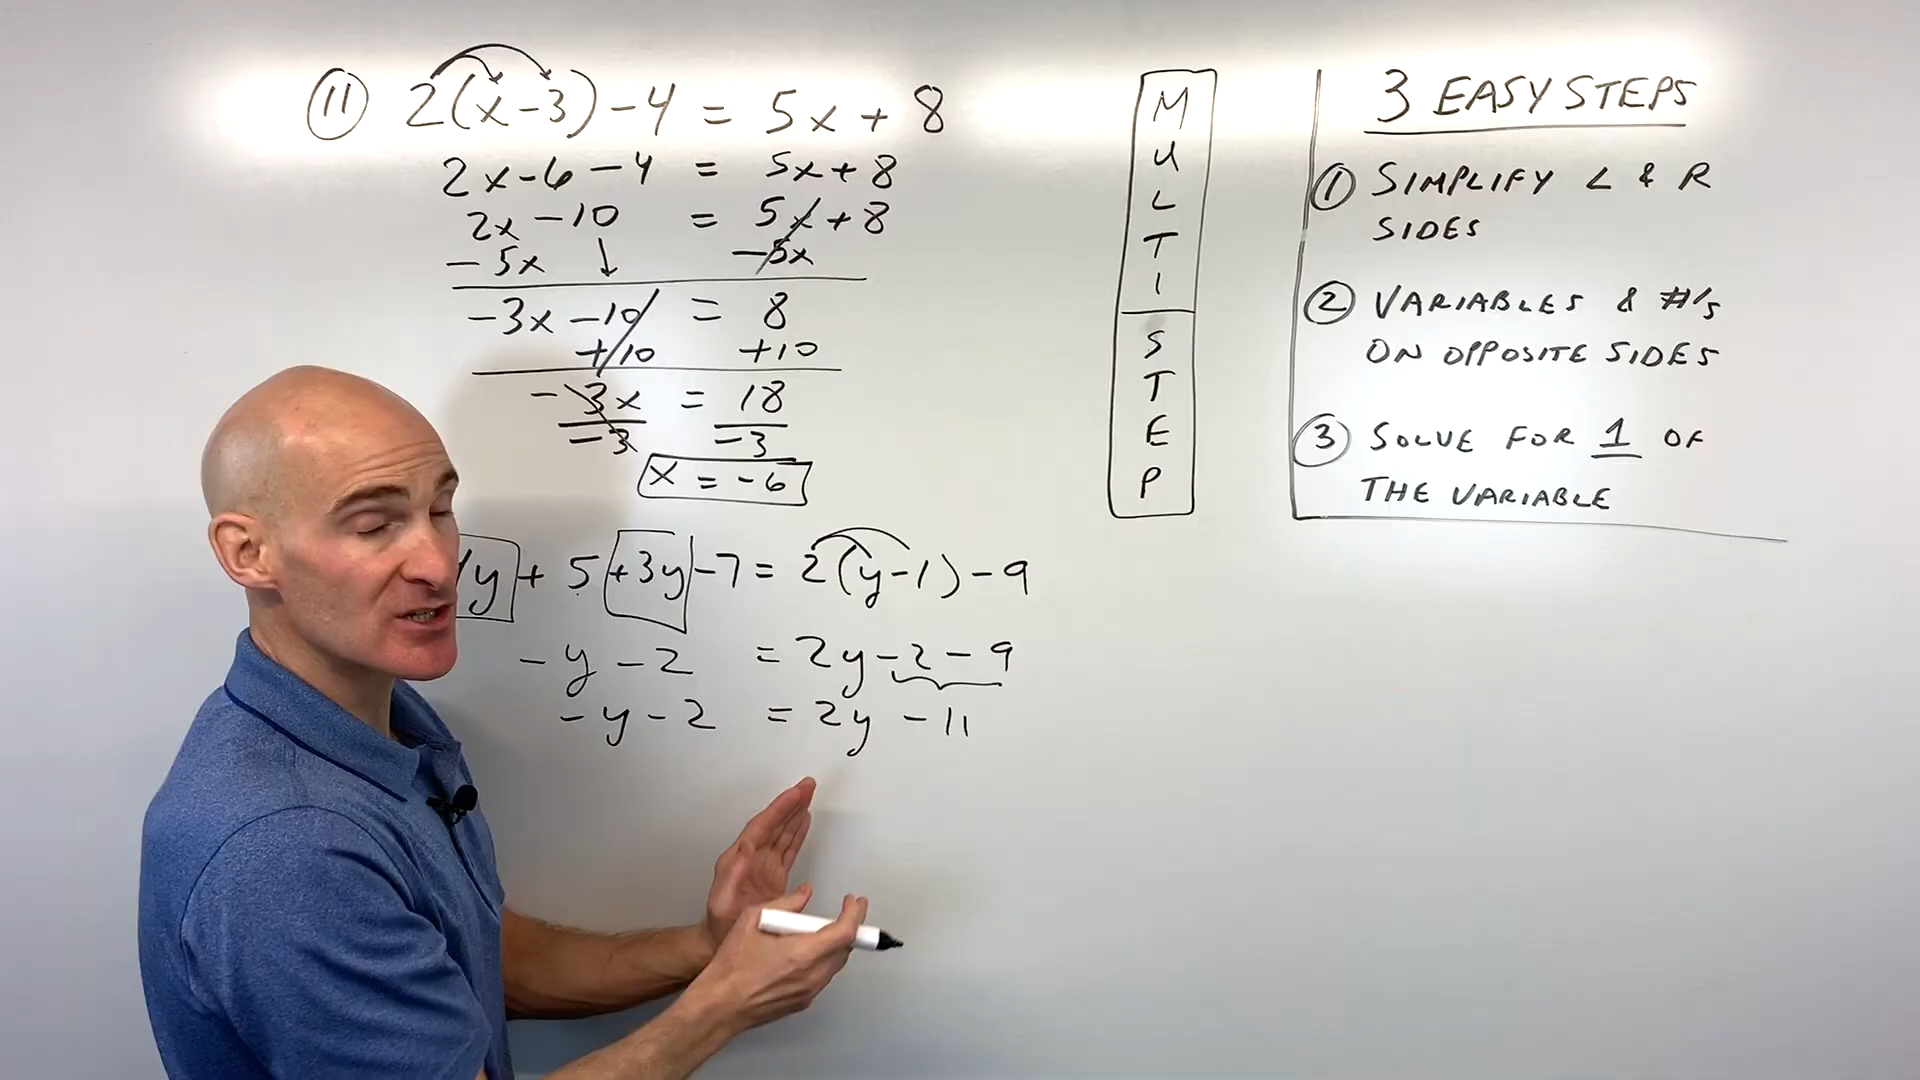 11 2(x-3)-4 = 5x + 8
2x-6-4 = 5x+8
2x -10 = 5x+8
-5x -5x
-3x -10 = 8
+10 +10
-3x = 18
-3 -3
x = -6
y + 5 +3y -7 = 2(y-1)-9
-y-2 = 2y-2-9
-y-2 = 2y -11
MULTI
STEP
3 EASY STEPS
1 SIMPLIFY L & R
SIDES
2 VARIABLES & #'s
ON OPPOSITE SIDES
3 SOLVE FOR 1 OF
THE VARIABLE